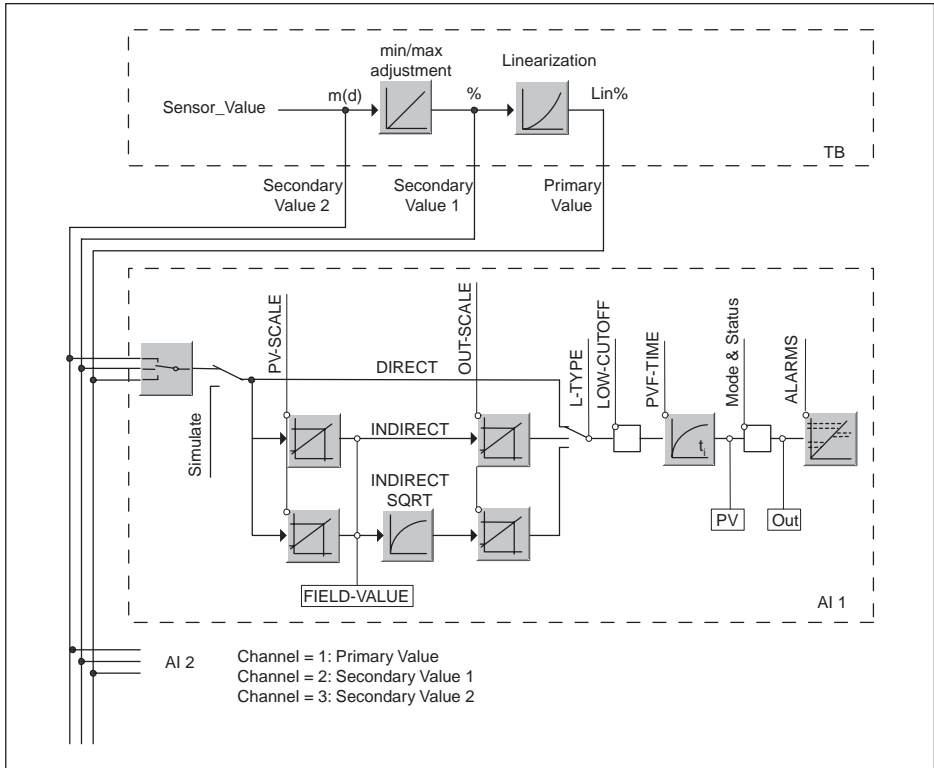 min/max
adjustment
Linearization
Sensor_Value
m(d)
%
Lin%
TB
Secondary
Value 2
Secondary
Value 1
Primary
Value
PV-SCALE
OUT-SCALE
L-TYPE
LOW-CUTOFF
PVF-TIME
Mode & Status
ALARMS
DIRECT
Simulate
INDIRECT
ti
INDIRECT
SQRT
PV
Out
FIELD-VALUE
AI 1
AI 2
Channel = 1: Primary Value
Channel = 2: Secondary Value 1
Channel = 3: Secondary Value 2